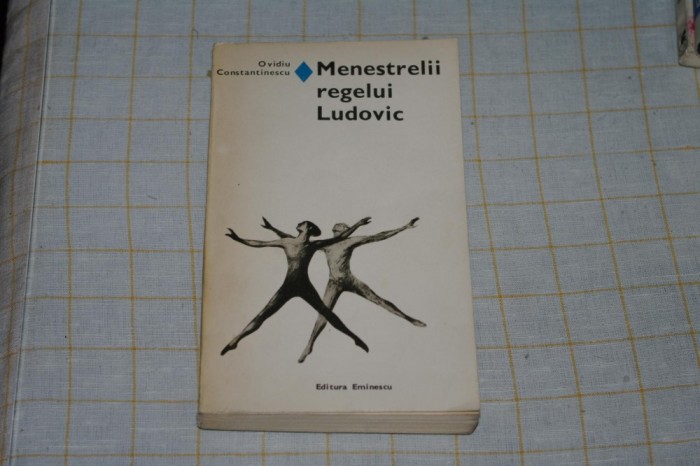 Ovidiu
Constantinescu
Menestrelii
regelui
Ludovic
Editura Eminescu